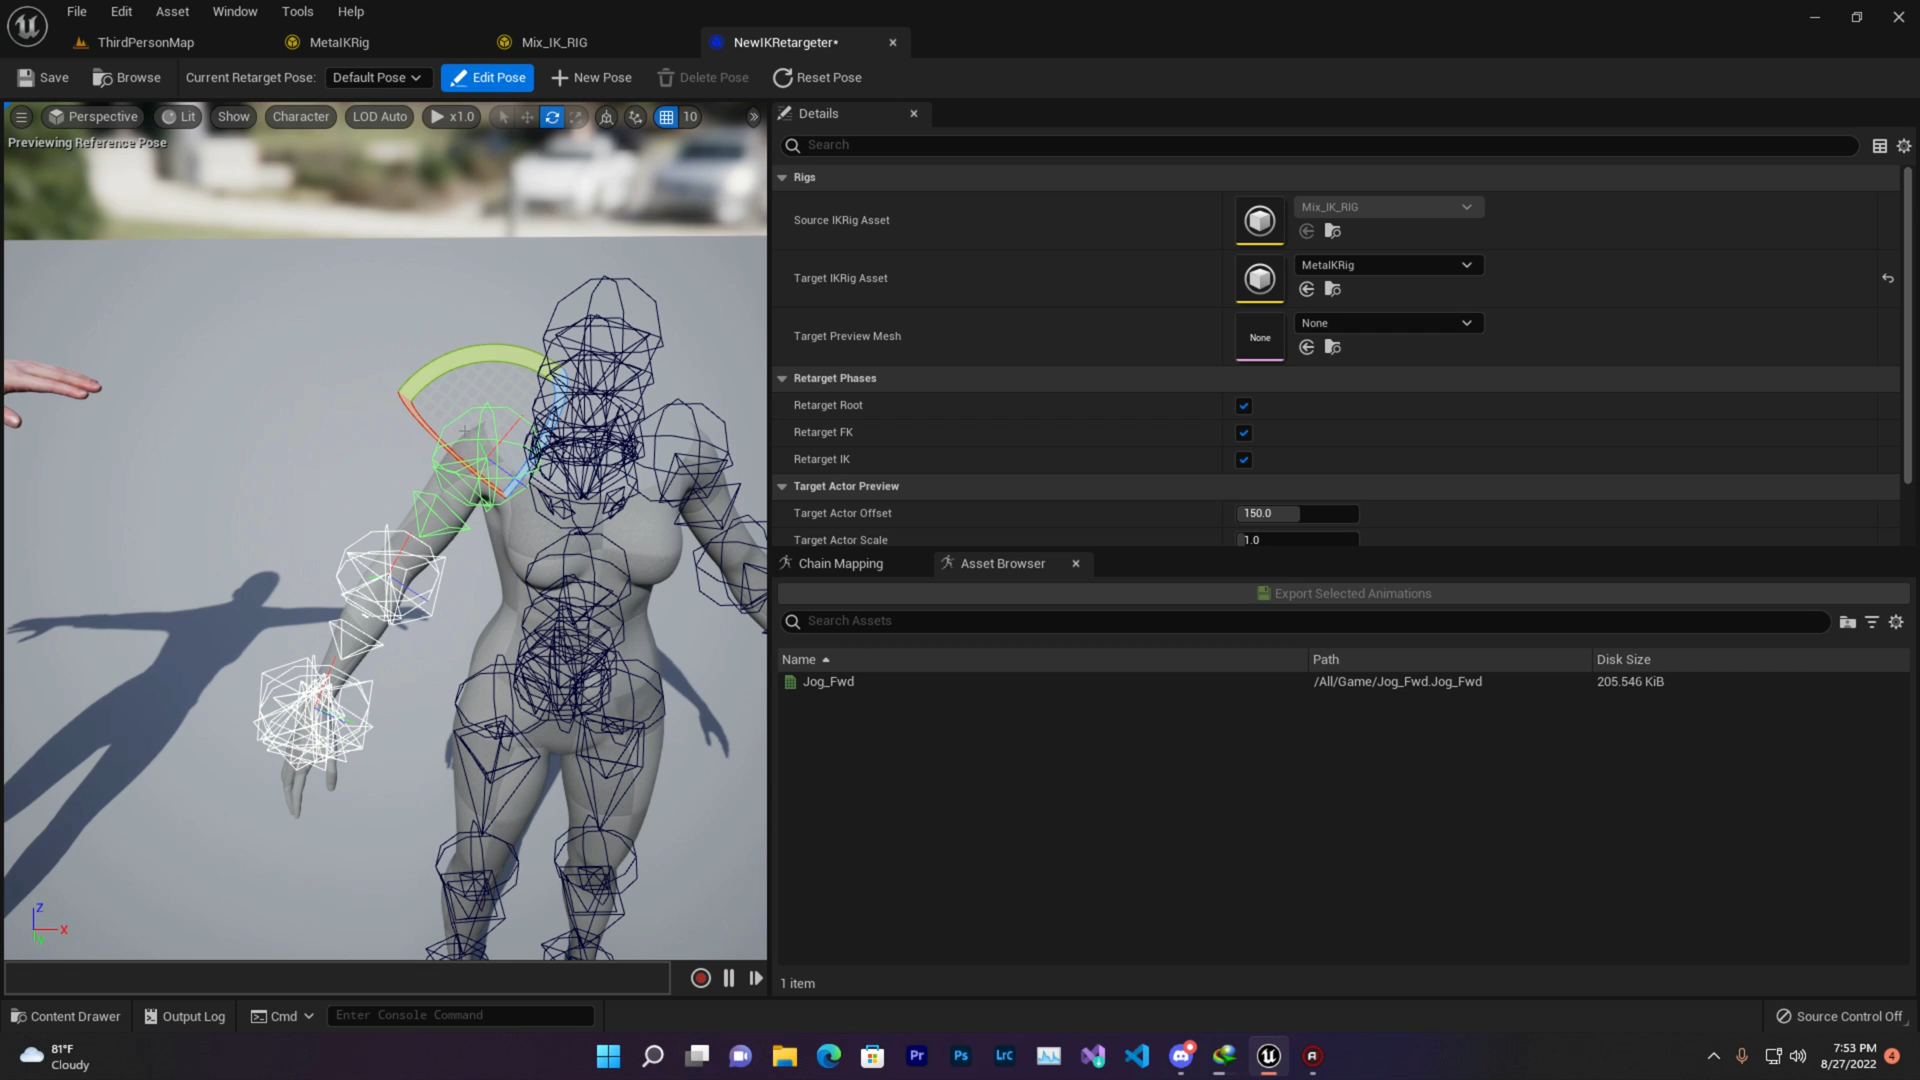 File Edit Asset Window Tools Help
ThirdPersonMap MetaIKRig Mix_IK_RIG NewIKRetargeter*
Save Browse Current Retarget Pose: Default Pose Edit Pose New Pose Delete Pose Reset Pose
Perspective Lit Show Character LOD Auto x1.0 10
Previewing Reference Pose
Details
Search
Rigs
Source IKRig Asset
Mix_IK_RIG
Target IKRig Asset
MetaIKRig
Target Preview Mesh
None
None
Retarget Phases
Retarget Root
Retarget FK
Retarget IK
Target Actor Preview
Target Actor Offset 150.0
Target Actor Scale 1.0
Chain Mapping Asset Browser
Export Selected Animations
Search Assets
Name Path Disk Size
Jog_Fwd /All/Game/Jog_Fwd.Jog_Fwd 205.546 KiB
Z
X
1 item
Content Drawer Output Log Cmd Enter Console Command Source Control Off
81°F
Cloudy
Pr Ps Lrc
7:53 PM
8/27/2022
4